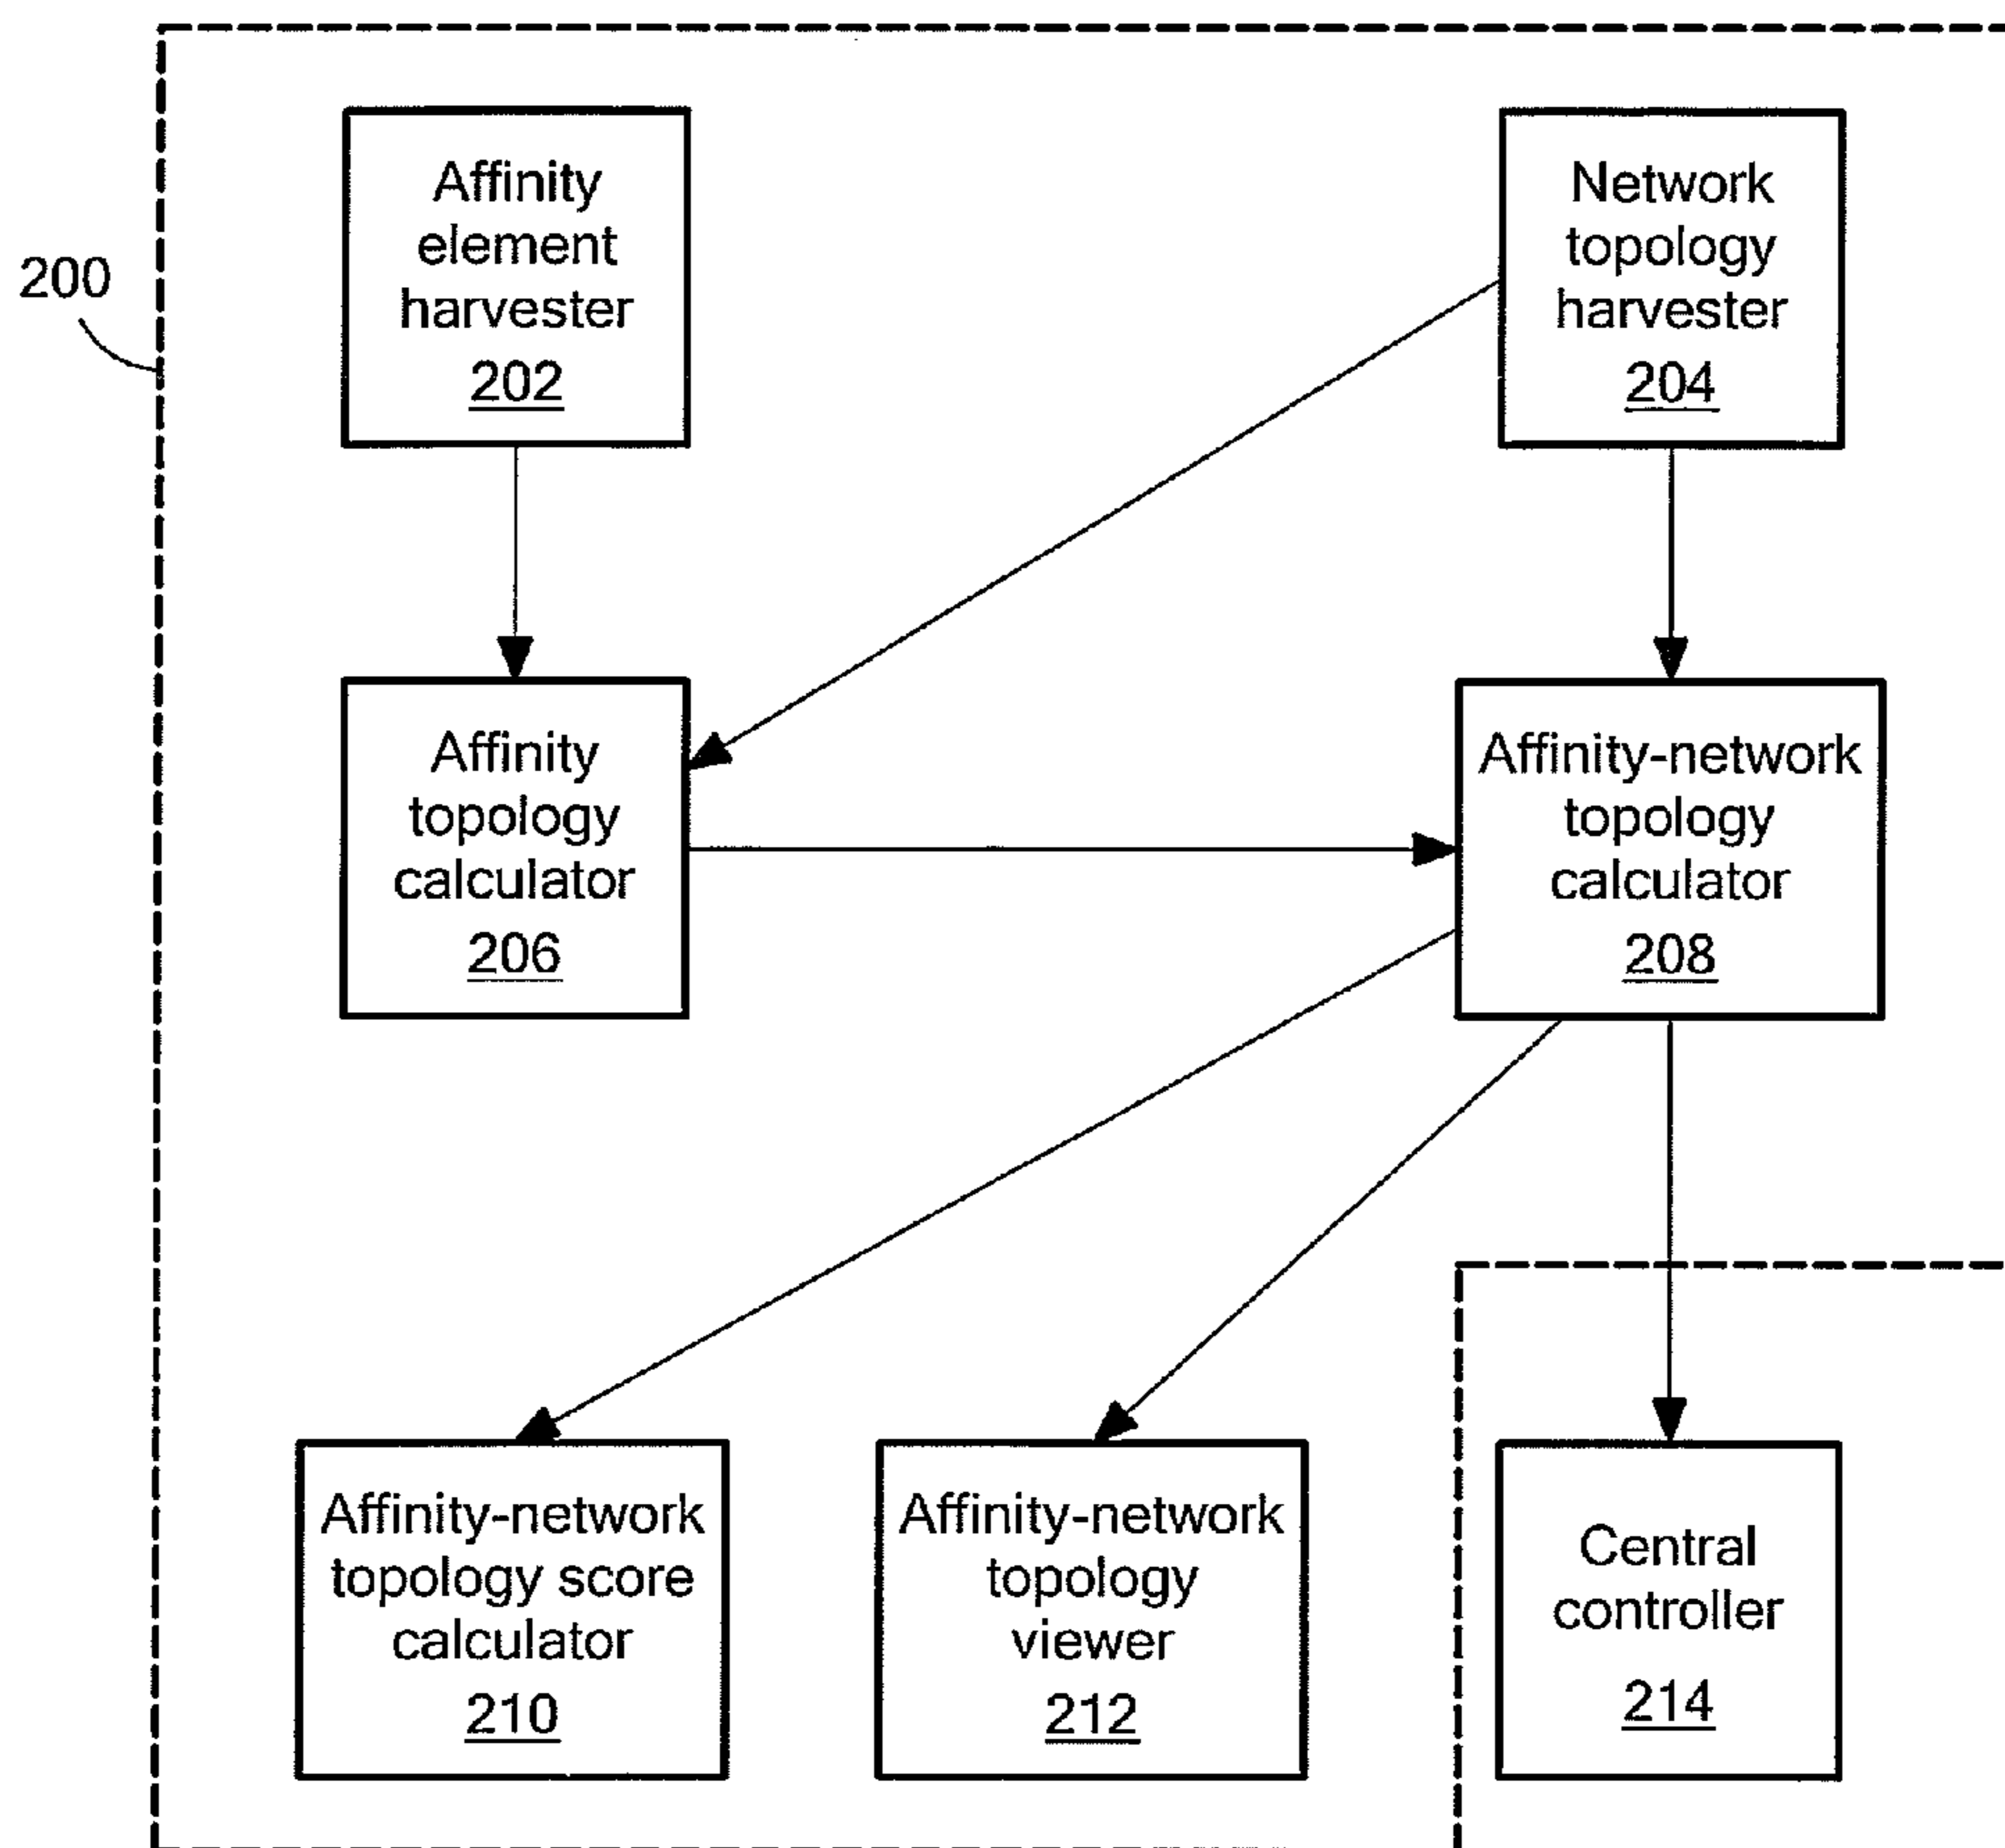 200
Affinity
element
harvester
202
Network
topology
harvester
204
Affinity
topology
calculator
206
Affinity-network
topology
calculator
208
Affinity-network
topology score
calculator
210
Affinity-network
topology
viewer
212
Central
controller
214